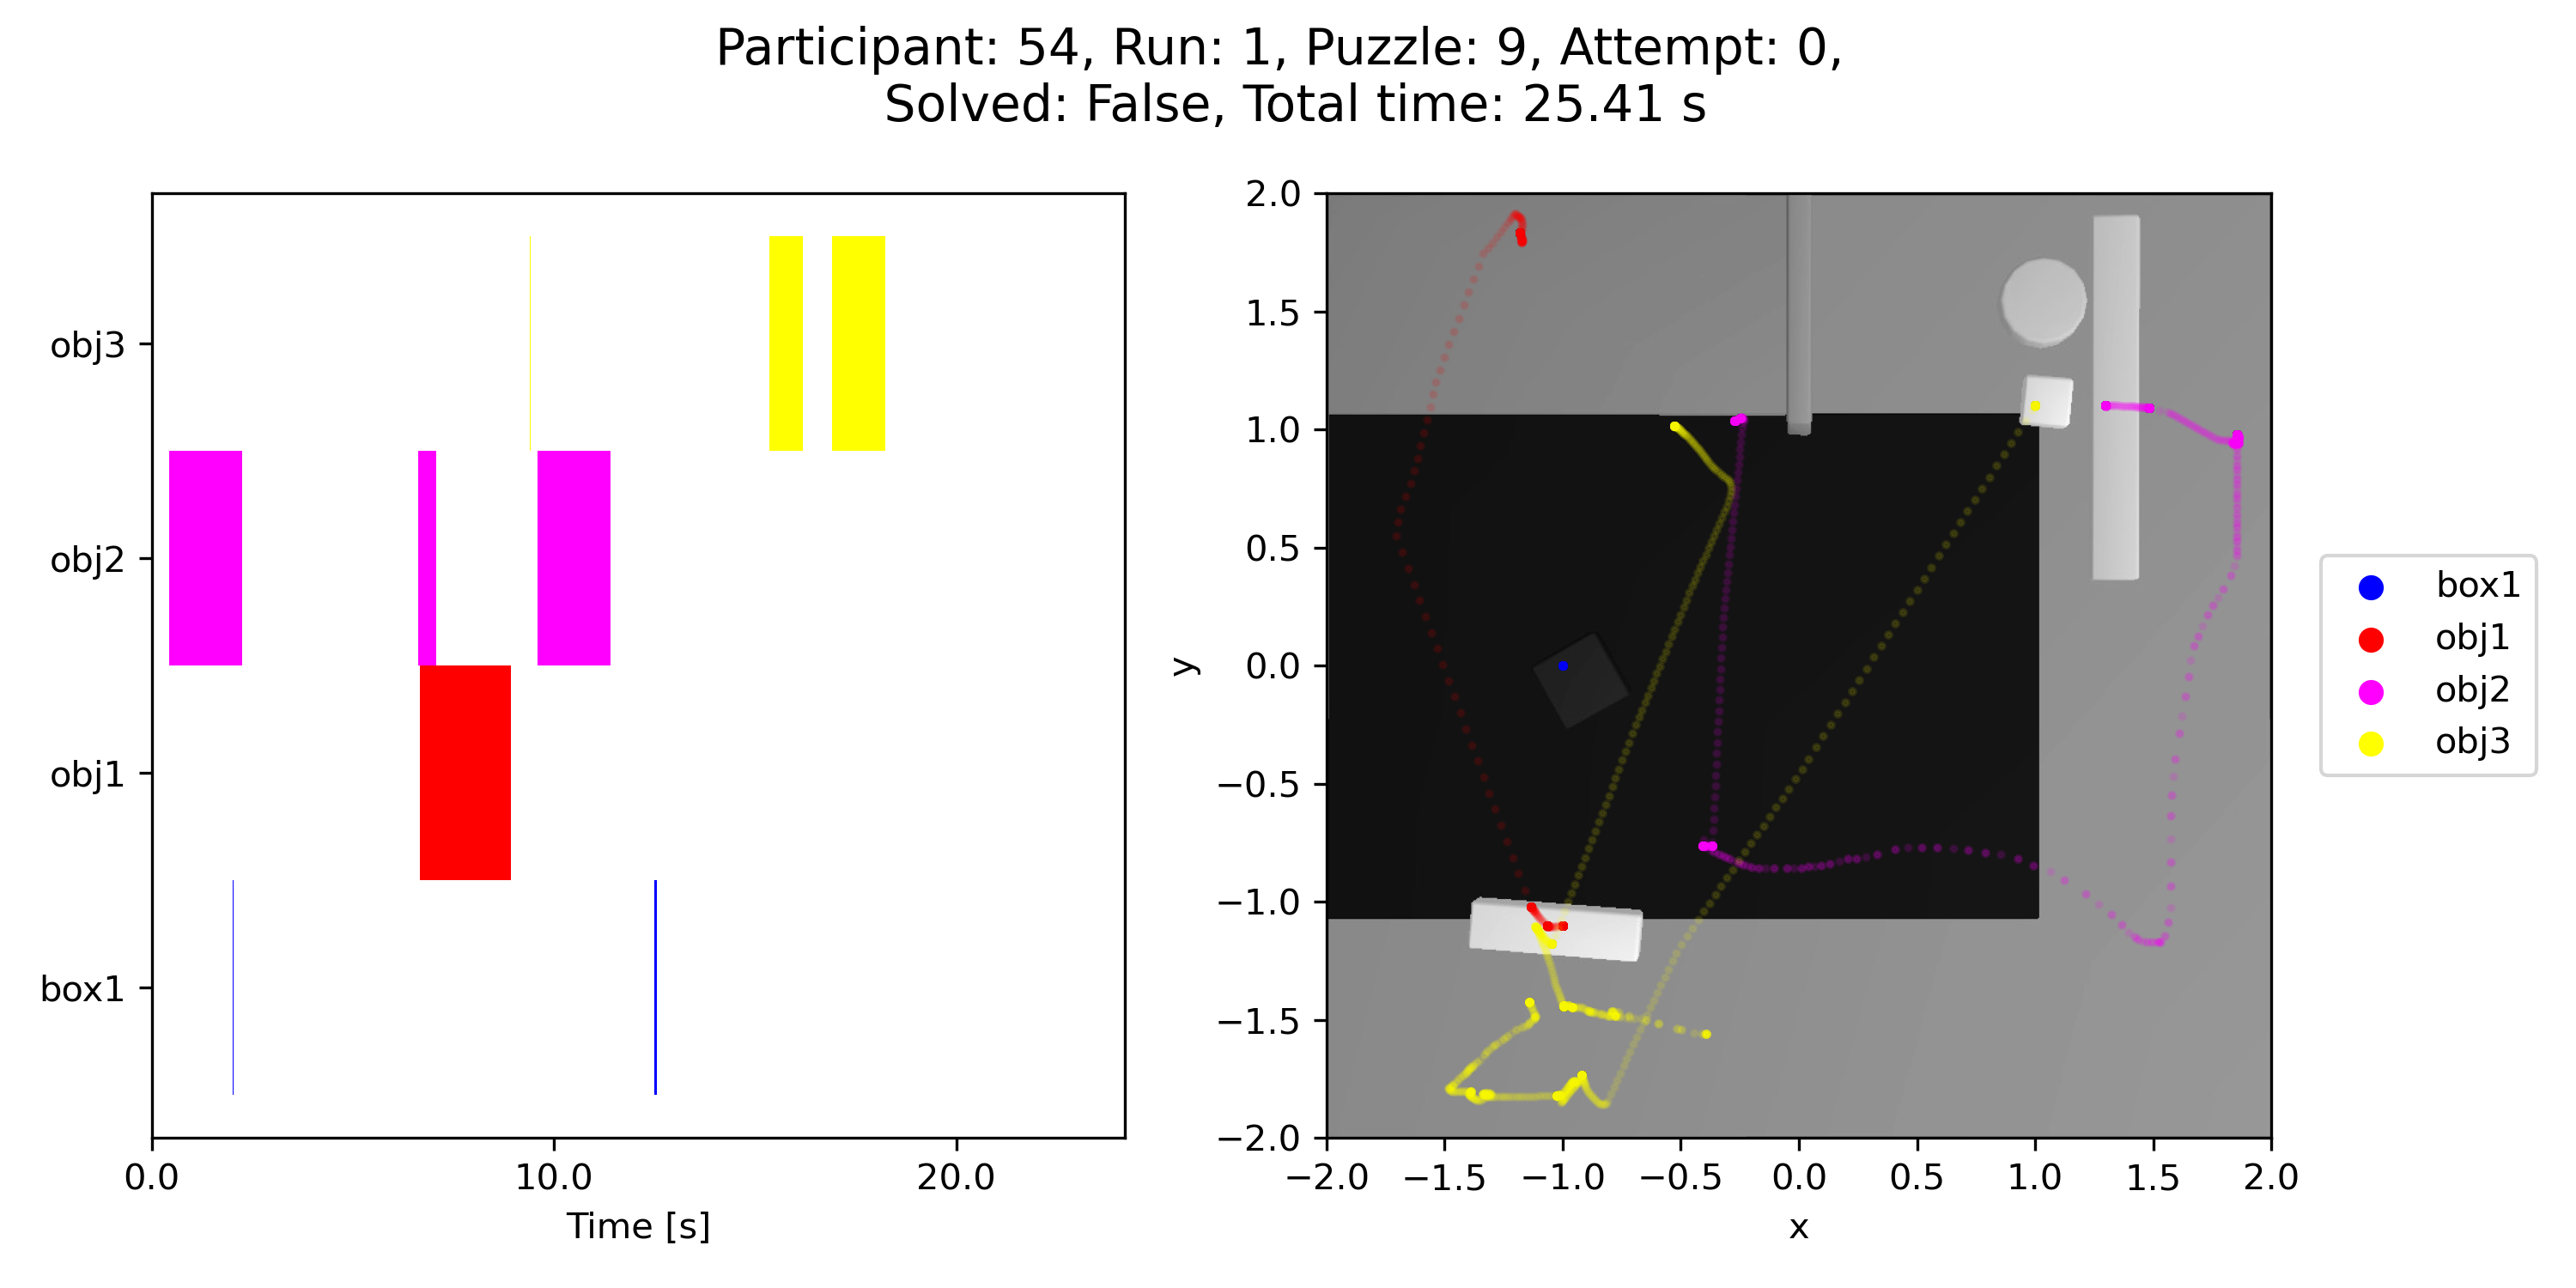 Participant: 54, Run: 1, Puzzle: 9, Attempt: 0,
Solved: False, Total time: 25.41 s
obj3
obj2
obj1
box1
0.0 10.0 20.0
Time [s]
2.0
1.5
1.0
0.5
0.0
−0.5
−1.0
−1.5
−2.0
y
−2.0 −1.5 −1.0 −0.5 0.0 0.5 1.0 1.5 2.0
x
box1
obj1
obj2
obj3